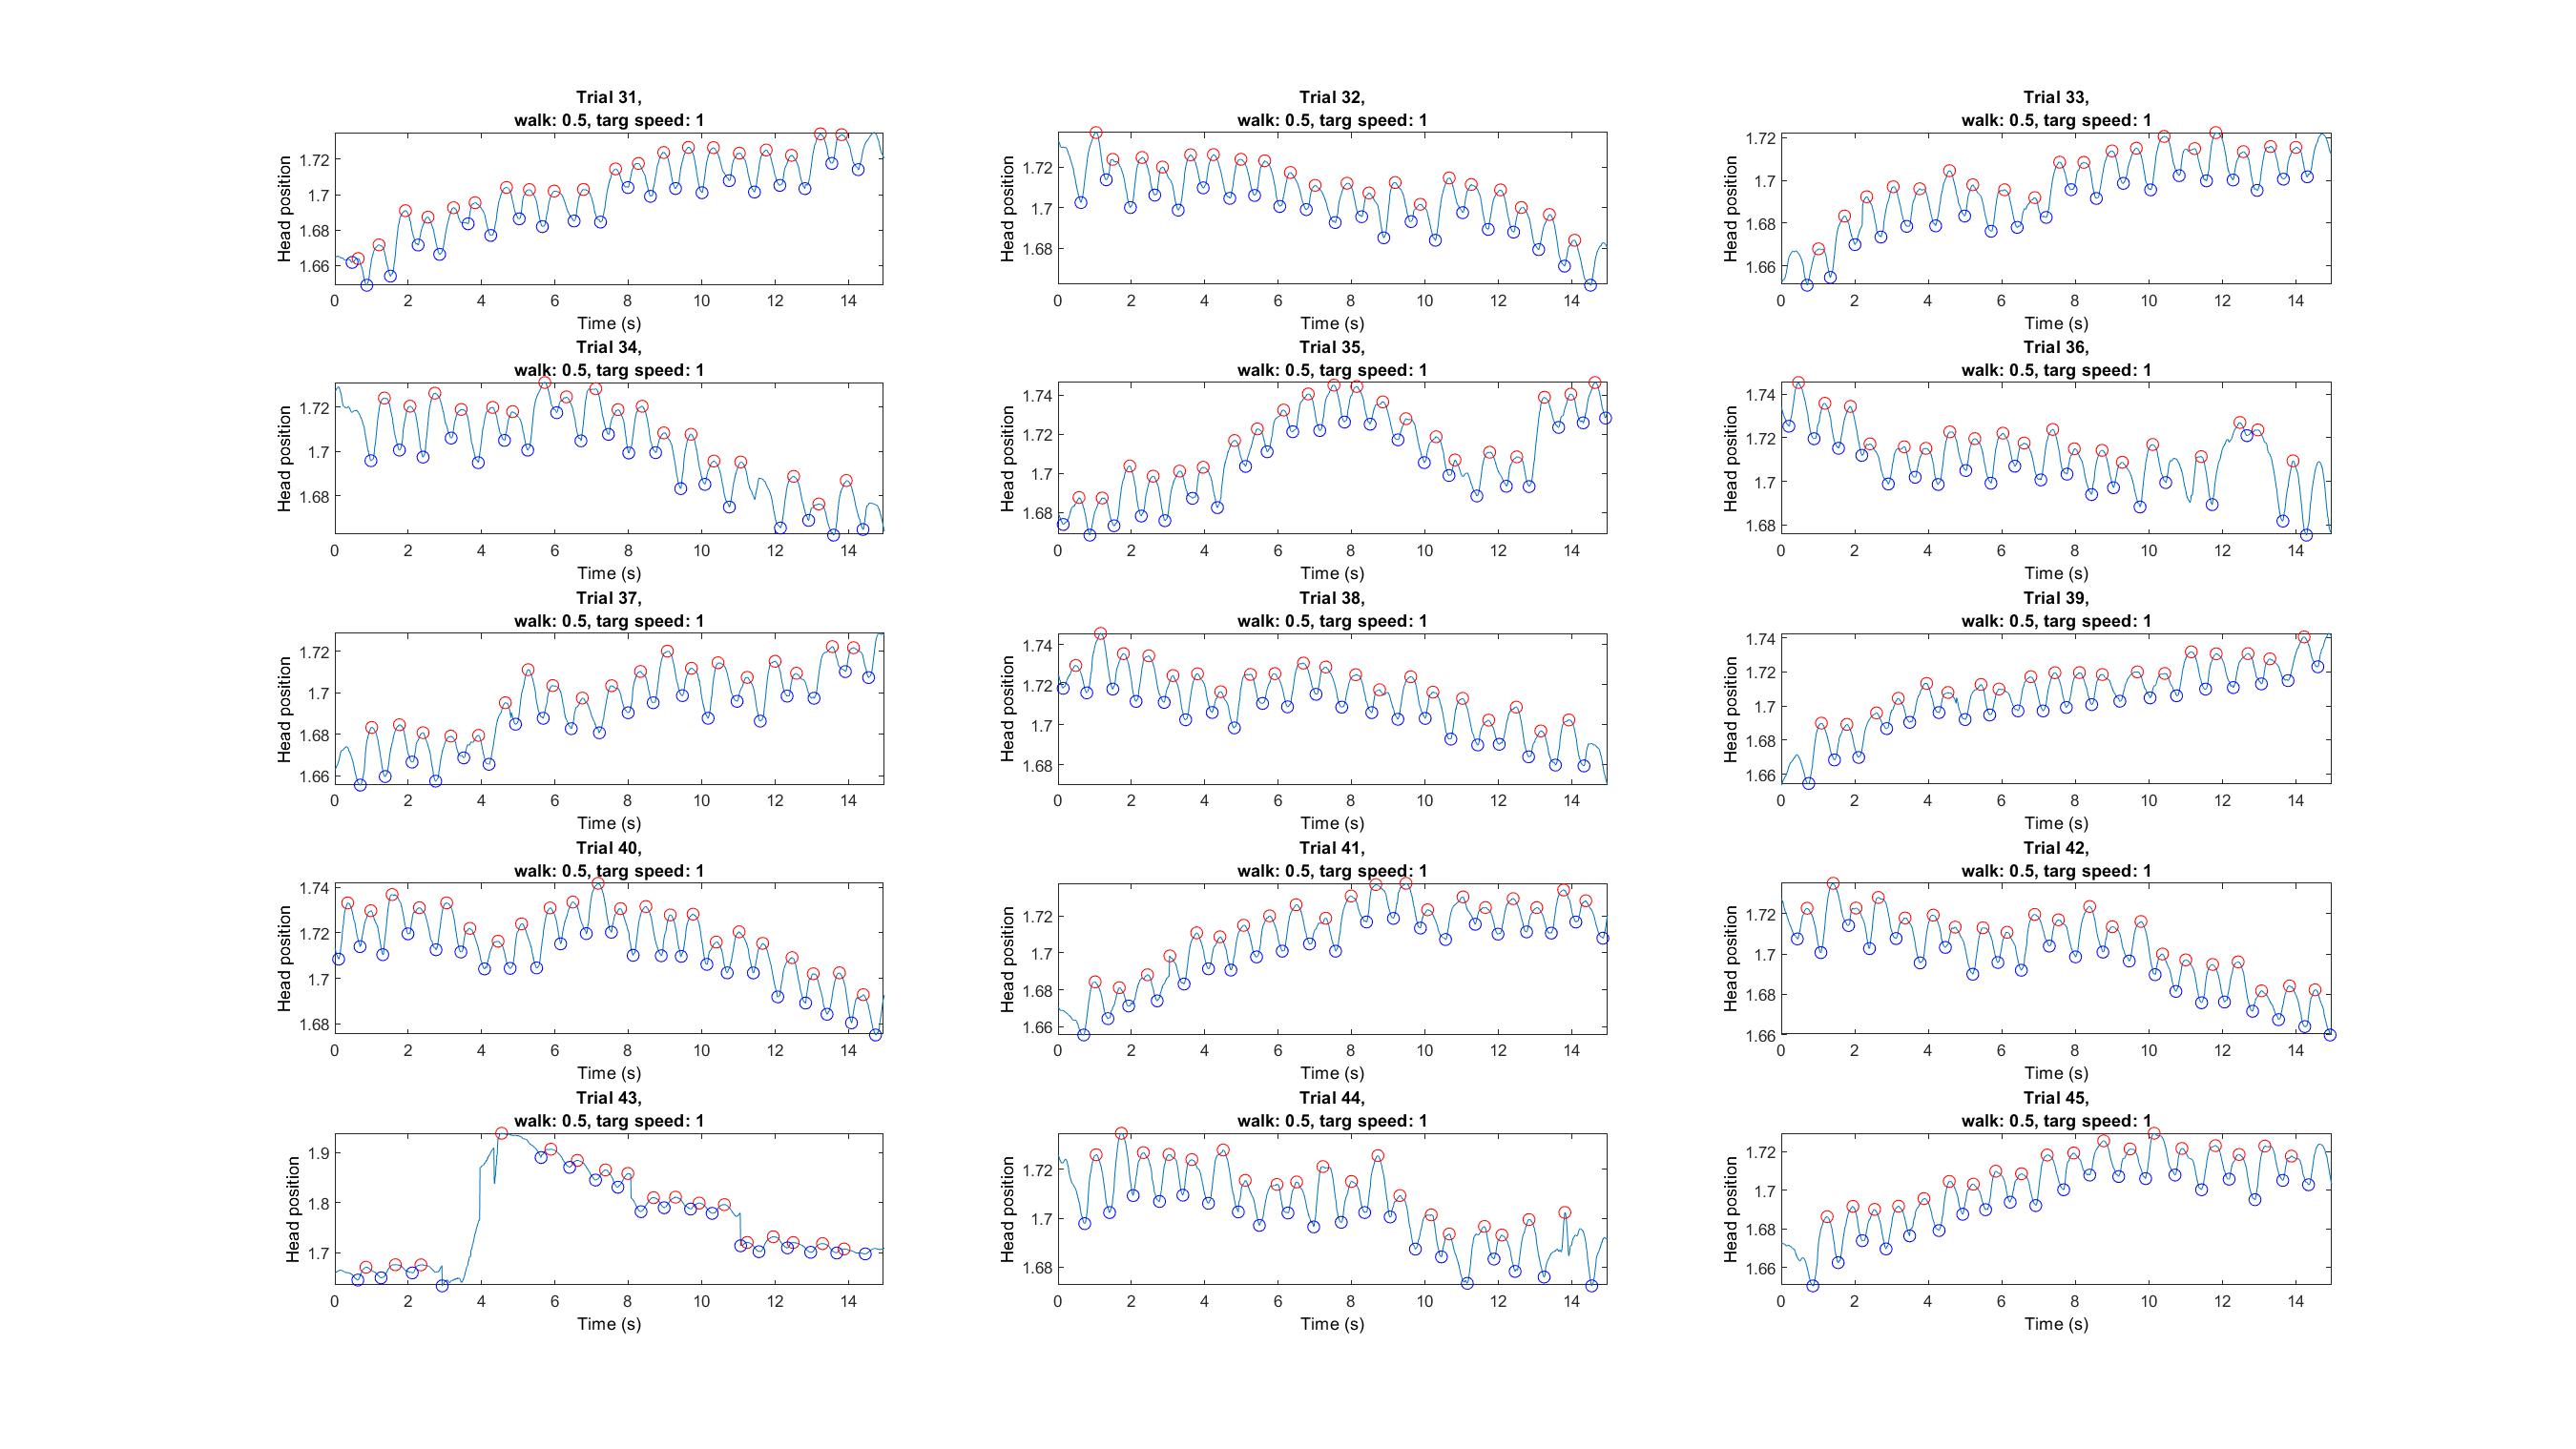 Trial 31,
walk: 0.5, targ speed: 1
Head position
1.72
1.7
1.68
1.66
0 2 4 6 8 10 12 14
Time (s)
Trial 32,
walk: 0.5, targ speed: 1
Head position
1.72
1.7
1.68
0 2 4 6 8 10 12 14
Time (s)
Trial 33,
walk: 0.5, targ speed: 1
Head position
1.72
1.7
1.68
1.66
0 2 4 6 8 10 12 14
Time (s)
Trial 34,
walk: 0.5, targ speed: 1
Head position
1.72
1.7
1.68
0 2 4 6 8 10 12 14
Time (s)
Trial 35,
walk: 0.5, targ speed: 1
Head position
1.74
1.72
1.7
1.68
0 2 4 6 8 10 12 14
Time (s)
Trial 36,
walk: 0.5, targ speed: 1
Head position
1.74
1.72
1.7
1.68
0 2 4 6 8 10 12 14
Time (s)
Trial 37,
walk: 0.5, targ speed: 1
Head position
1.72
1.7
1.68
1.66
0 2 4 6 8 10 12 14
Time (s)
Trial 38,
walk: 0.5, targ speed: 1
Head position
1.74
1.72
1.7
1.68
0 2 4 6 8 10 12 14
Time (s)
Trial 39,
walk: 0.5, targ speed: 1
Head position
1.74
1.72
1.7
1.68
1.66
0 2 4 6 8 10 12 14
Time (s)
Trial 40,
walk: 0.5, targ speed: 1
Head position
1.74
1.72
1.7
1.68
0 2 4 6 8 10 12 14
Time (s)
Trial 41,
walk: 0.5, targ speed: 1
Head position
1.72
1.7
1.68
1.66
0 2 4 6 8 10 12 14
Time (s)
Trial 42,
walk: 0.5, targ speed: 1
Head position
1.72
1.7
1.68
1.66
0 2 4 6 8 10 12 14
Time (s)
Trial 43,
walk: 0.5, targ speed: 1
Head position
1.9
1.8
1.7
0 2 4 6 8 10 12 14
Time (s)
Trial 44,
walk: 0.5, targ speed: 1
Head position
1.72
1.7
1.68
0 2 4 6 8 10 12 14
Time (s)
Trial 45,
walk: 0.5, targ speed: 1
Head position
1.72
1.7
1.68
1.66
0 2 4 6 8 10 12 14
Time (s)